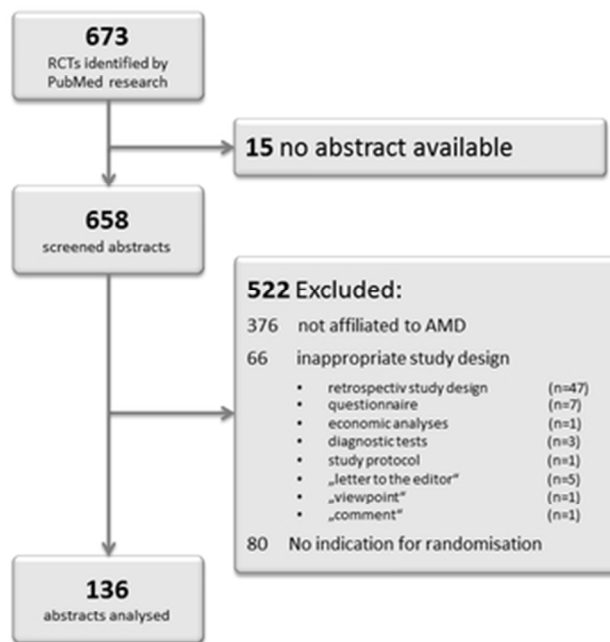 673
RCTs identified by
PubMed research
15 no abstract available
658
screened abstracts
522 Excluded:
376 not affiliated to AMD
66 inappropriate study design
• retrospectiv study design (n=47)
• questionnaire (n=7)
• economic analyses (n=1)
• diagnostic tests (n=3)
• study protocol (n=1)
• „letter to the editor“ (n=5)
• „viewpoint“ (n=1)
• „comment“ (n=1)
80 No indication for randomisation
136
abstracts analysed